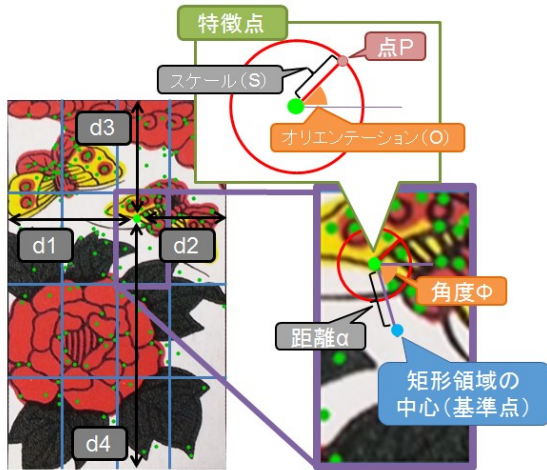 特徴点
点P
スケール(S)
オリエンテーション(O)
d3
d1
d2
d4
角度Φ
距離α
矩形領域の
中心(基準点)